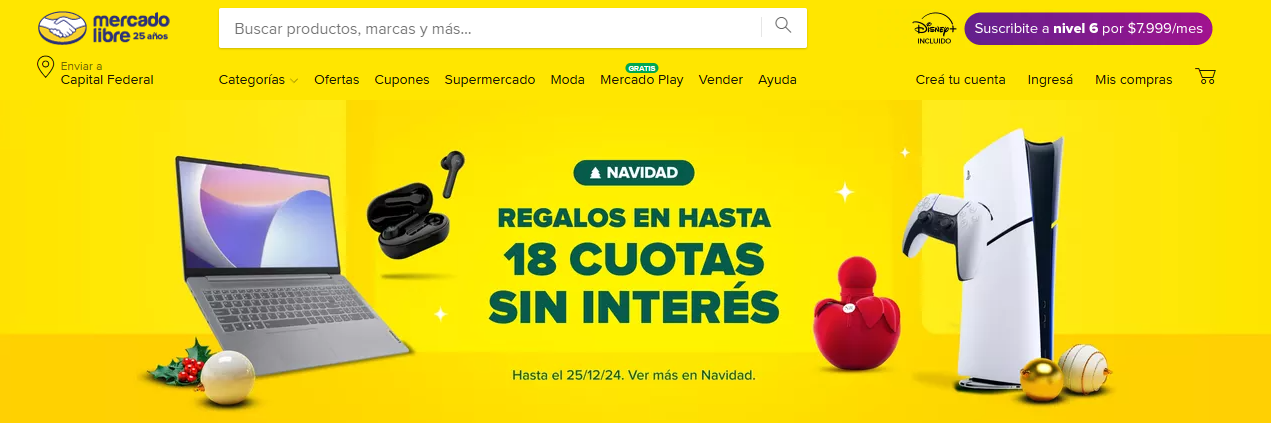 mercado
libre 25 años
Buscar productos, marcas y más...
Disney+
INCLUIDO
Suscribite a nivel 6 por $7.999/mes
Enviar a
Capital Federal
Categorías
Ofertas
Cupones
Supermercado
Moda
GRATIS
Mercado Play
Vender
Ayuda
Creá tu cuenta
Ingresá
Mis compras
NAVIDAD
REGALOS EN HASTA
18 CUOTAS
SIN INTERÉS
Hasta el 25/12/24. Ver más en Navidad.